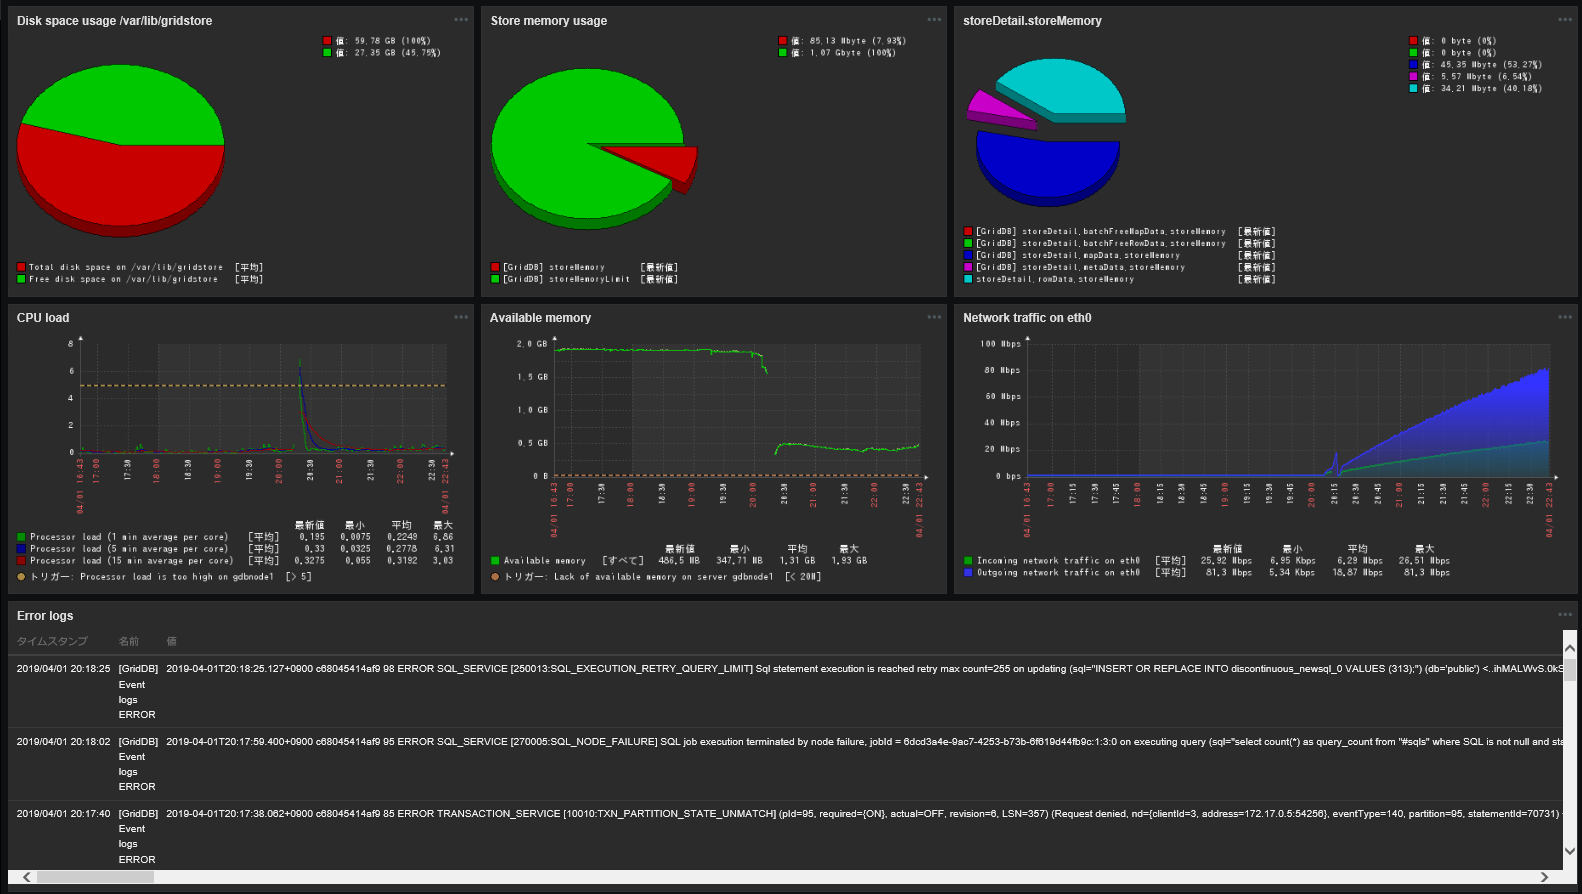 Disk space usage /var/lib/gridstore
値: 59.78 GB (100%)
値: 27.35 GB (45.75%)
Total disk space on /var/lib/gridstore [平均]
Free disk space on /var/lib/gridstore [平均]
Store memory usage
値: 85.13 Mbyte (7.93%)
値: 1.07 Gbyte (100%)
[GridDB] storeMemory [最新値]
[GridDB] storeMemoryLimit [最新値]
storeDetail.storeMemory
値: 0 byte (0%)
値: 0 byte (0%)
値: 45.35 Mbyte (53.27%)
値: 5.57 Mbyte (6.54%)
値: 34.21 Mbyte (40.18%)
[GridDB] storeDetail.batchFreeMapData.storeMemory [最新値]
[GridDB] storeDetail.batchFreeRowData.storeMemory [最新値]
[GridDB] storeDetail.mapData.storeMemory [最新値]
[GridDB] storeDetail.metaData.storeMemory [最新値]
storeDetail.rowData.storeMemory [最新値]
CPU load
8
6
4
2
0
04/01 16:43 17:00 17:30 18:00 18:30 19:00 19:30 20:00 20:30 21:00 21:30 22:00 22:30 04/01 22:43
最新値 最小 平均 最大
Processor load (1 min average per core) [平均] 0.195 0.0075 0.2249 6.86
Processor load (5 min average per core) [平均] 0.33 0.0325 0.2778 6.31
Processor load (15 min average per core) [平均] 0.3275 0.055 0.3192 3.03
トリガー: Processor load is too high on gdbnode1 [> 5]
Available memory
2.0 GB
1.5 GB
1.0 GB
0.5 GB
0 B
04/01 16:43 17:00 17:30 18:00 18:30 19:00 19:30 20:00 20:30 21:00 21:30 22:00 22:30 04/01 22:43
最新値 最小 平均 最大
Available memory [すべて] 486.5 MB 347.71 MB 1.31 GB 1.93 GB
トリガー: Lack of available memory on server gdbnode1 [< 20M]
Network traffic on eth0
100 Mbps
80 Mbps
60 Mbps
40 Mbps
20 Mbps
0 bps
04/01 16:43 17:00 17:15 17:30 17:45 18:00 18:15 18:30 18:45 19:00 19:15 19:30 19:45 20:00 20:15 20:30 20:45 21:00 21:15 21:30 21:45 22:00 22:15 22:30 04/01 22:43
最新値 最小 平均 最大
Incoming network traffic on eth0 [平均] 25.92 Mbps 6.95 Kbps 6.29 Mbps 26.51 Mbps
Outgoing network traffic on eth0 [平均] 81.3 Mbps 5.34 Kbps 18.87 Mbps 81.3 Mbps
Error logs
タイムスタンプ 名前 値
2019/04/01 20:18:25 [GridDB] 2019-04-01T20:18:25.127+0900 c68045414af9 98 ERROR SQL_SERVICE [250013:SQL_EXECUTION_RETRY_QUERY_LIMIT] Sql stetement execution is reached retry max count=255 on updating (sql="INSERT OR REPLACE INTO discontinuous_newsql_0 VALUES (313);") (db='public') <..ihMALWvS.0kS
Event
logs
ERROR
2019/04/01 20:18:02 [GridDB] 2019-04-01T20:17:59.400+0900 c68045414af9 95 ERROR SQL_SERVICE [270005:SQL_NODE_FAILURE] SQL job execution terminated by node failure, jobId = 6dcd3a4e-9ac7-4253-b73b-6f619d44fb9c:1:3:0 on executing query (sql="select count(*) as query_count from "#sqls" where SQL is not null and sta
Event
logs
ERROR
2019/04/01 20:17:40 [GridDB] 2019-04-01T20:17:38.062+0900 c68045414af9 85 ERROR TRANSACTION_SERVICE [10010:TXN_PARTITION_STATE_UNMATCH] (pId=95, required={ON}, actual=OFF, revision=6, LSN=357) (Request denied, nd={clientId=3, address=172.17.0.5:54256}, eventType=140, partition=95, statementId=70731)
Event
logs
ERROR